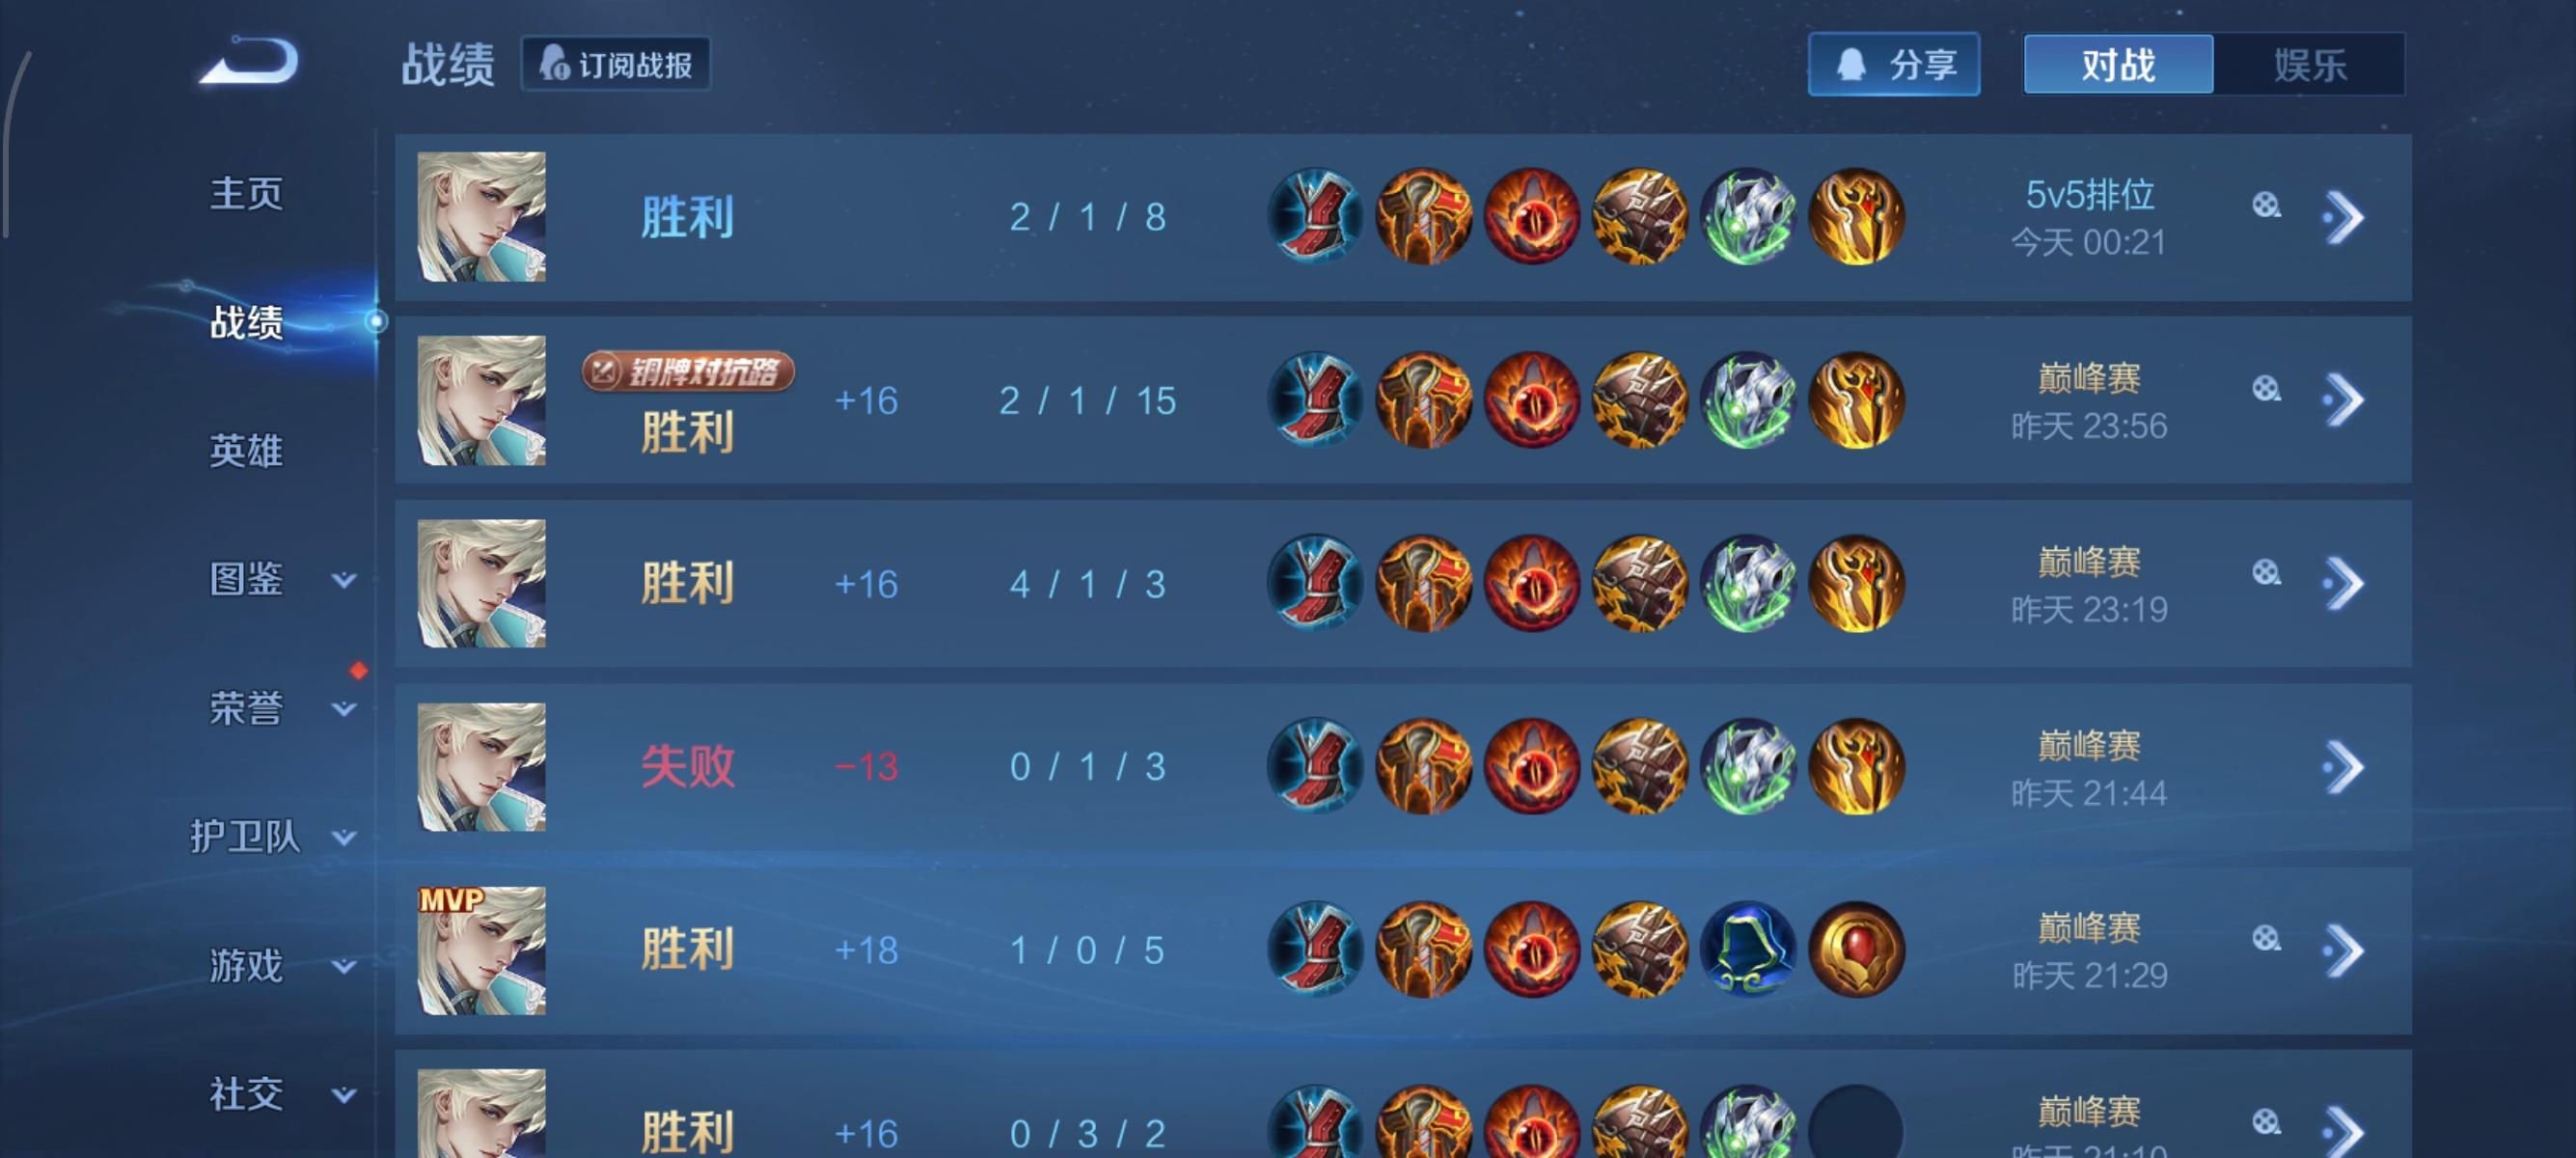 战绩 订阅战报 分享 对战 娱乐
主页
战绩
英雄
图鉴
荣誉
护卫队
游戏
社交
胜利 2 / 1 / 8 5v5排位
今天 00:21
铜牌对抗路
胜利 +16 2 / 1 / 15 巅峰赛
昨天 23:56
胜利 +16 4 / 1 / 3 巅峰赛
昨天 23:19
失败 −13 0 / 1 / 3 巅峰赛
昨天 21:44
MVP
胜利 +18 1 / 0 / 5 巅峰赛
昨天 21:29
胜利 +16 0 / 3 / 2 巅峰赛